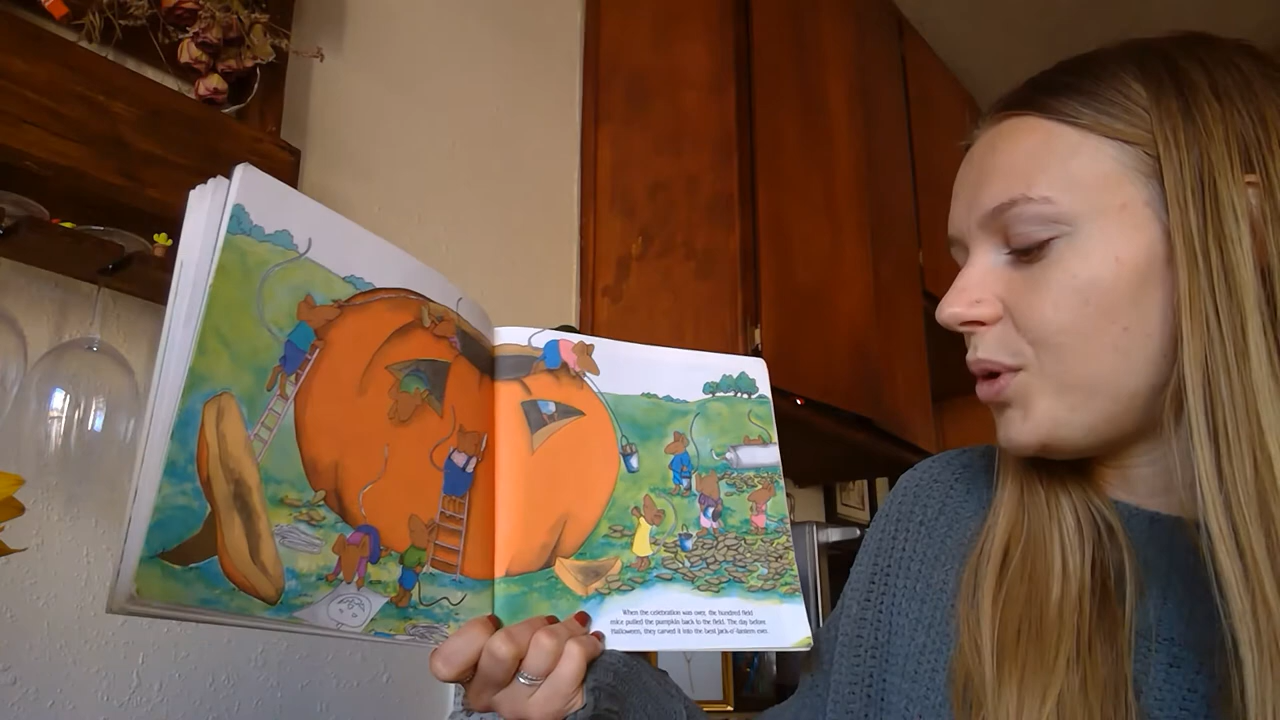 When the celebration was over, the hundred field
mice pulled the pumpkin back to the field. The day before
Halloween, they carved it into the best jack-o'-lantern ever.